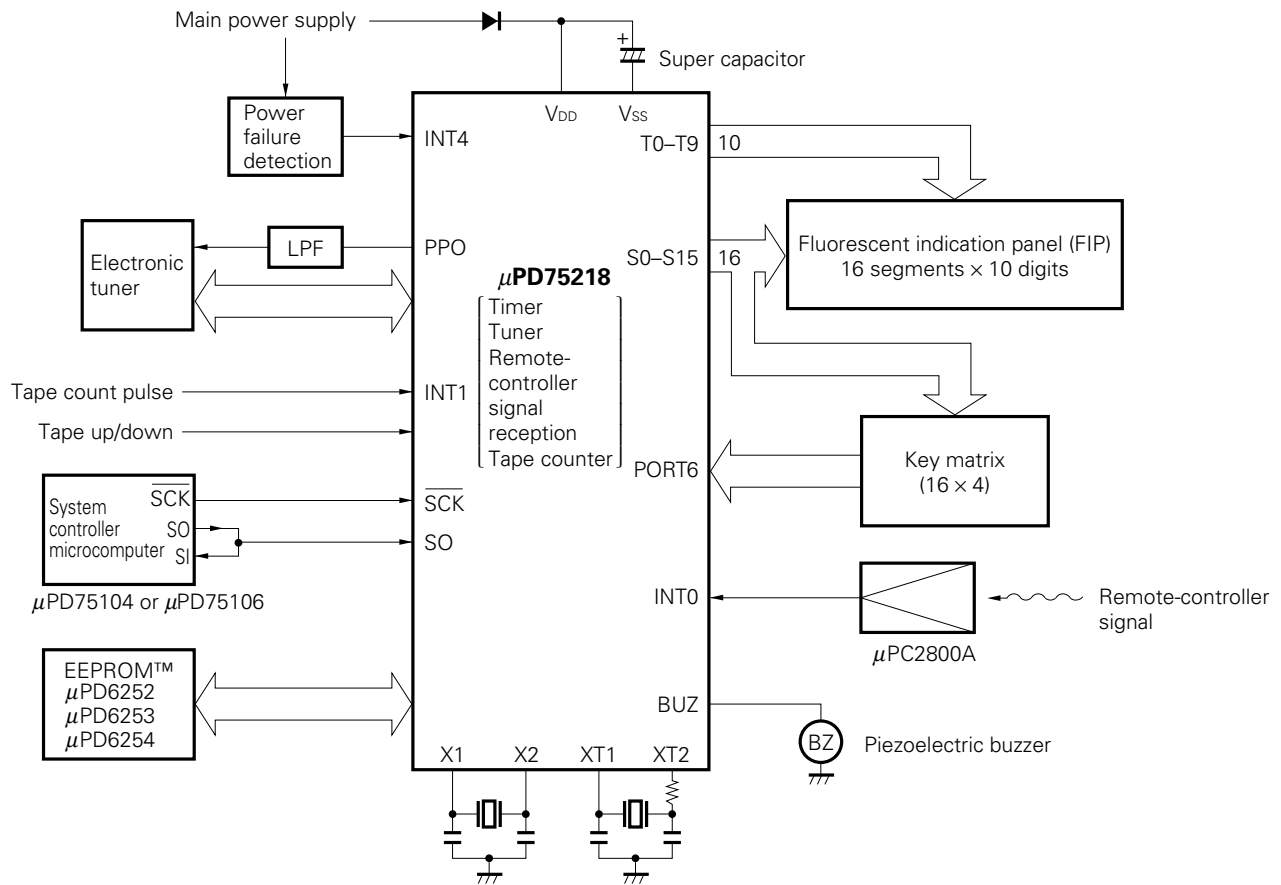 Main power supply
+
Super capacitor
Power
failure
detection
INT4
VDD
VSS
T0–T9
10
Fluorescent indication panel (FIP)
16 segments × 10 digits
Electronic
tuner
LPF
PPO
S0–S15
16
µPD75218
Timer
Tuner
Remote-
controller
signal
reception
Tape counter
Tape count pulse
INT1
Tape up/down
Key matrix
(16 × 4)
PORT6
System
controller
microcomputer
SCK
SO
SI
SCK
SO
µPD75104 or µPD75106
INT0
Remote-controller
signal
µPC2800A
EEPROM™
µPD6252
µPD6253
µPD6254
BUZ
BZ
Piezoelectric buzzer
X1
X2
XT1
XT2